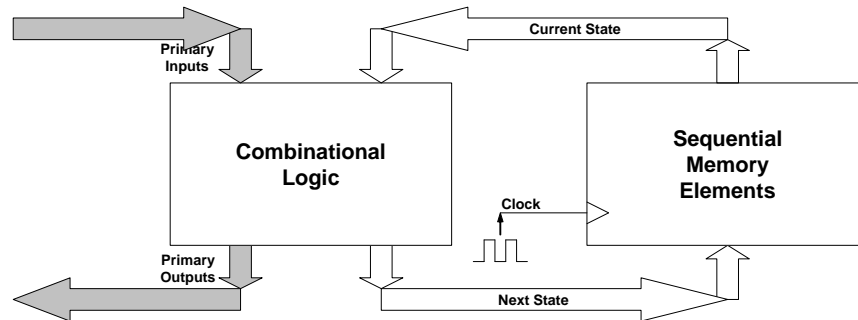 Current State
Primary
Inputs
Combinational
Logic
Sequential
Memory
Elements
Clock
Primary
Outputs
Next State